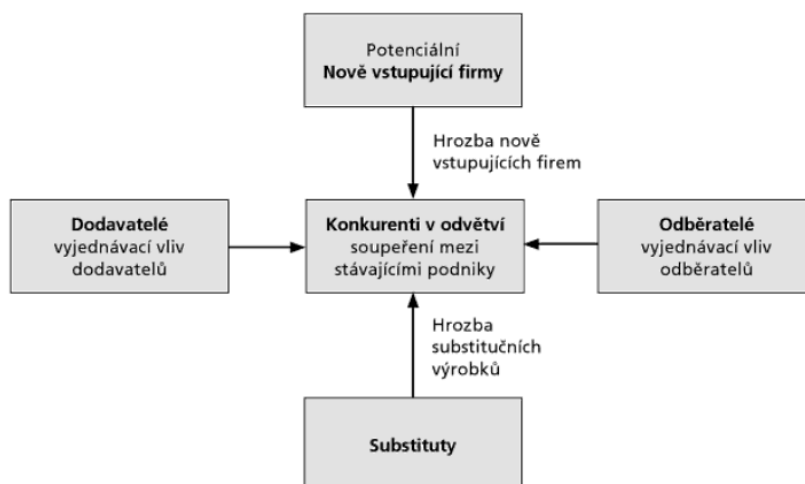 Potenciální
Nově vstupující firmy
Hrozba nově
vstupujících firem
Dodavatelé
vyjednávací vliv
dodavatelů
Konkurenti v odvětví
soupeření mezi
stávajícími podniky
Odběratelé
vyjednávací vliv
odběratelů
Hrozba
substitučních
výrobků
Substituty